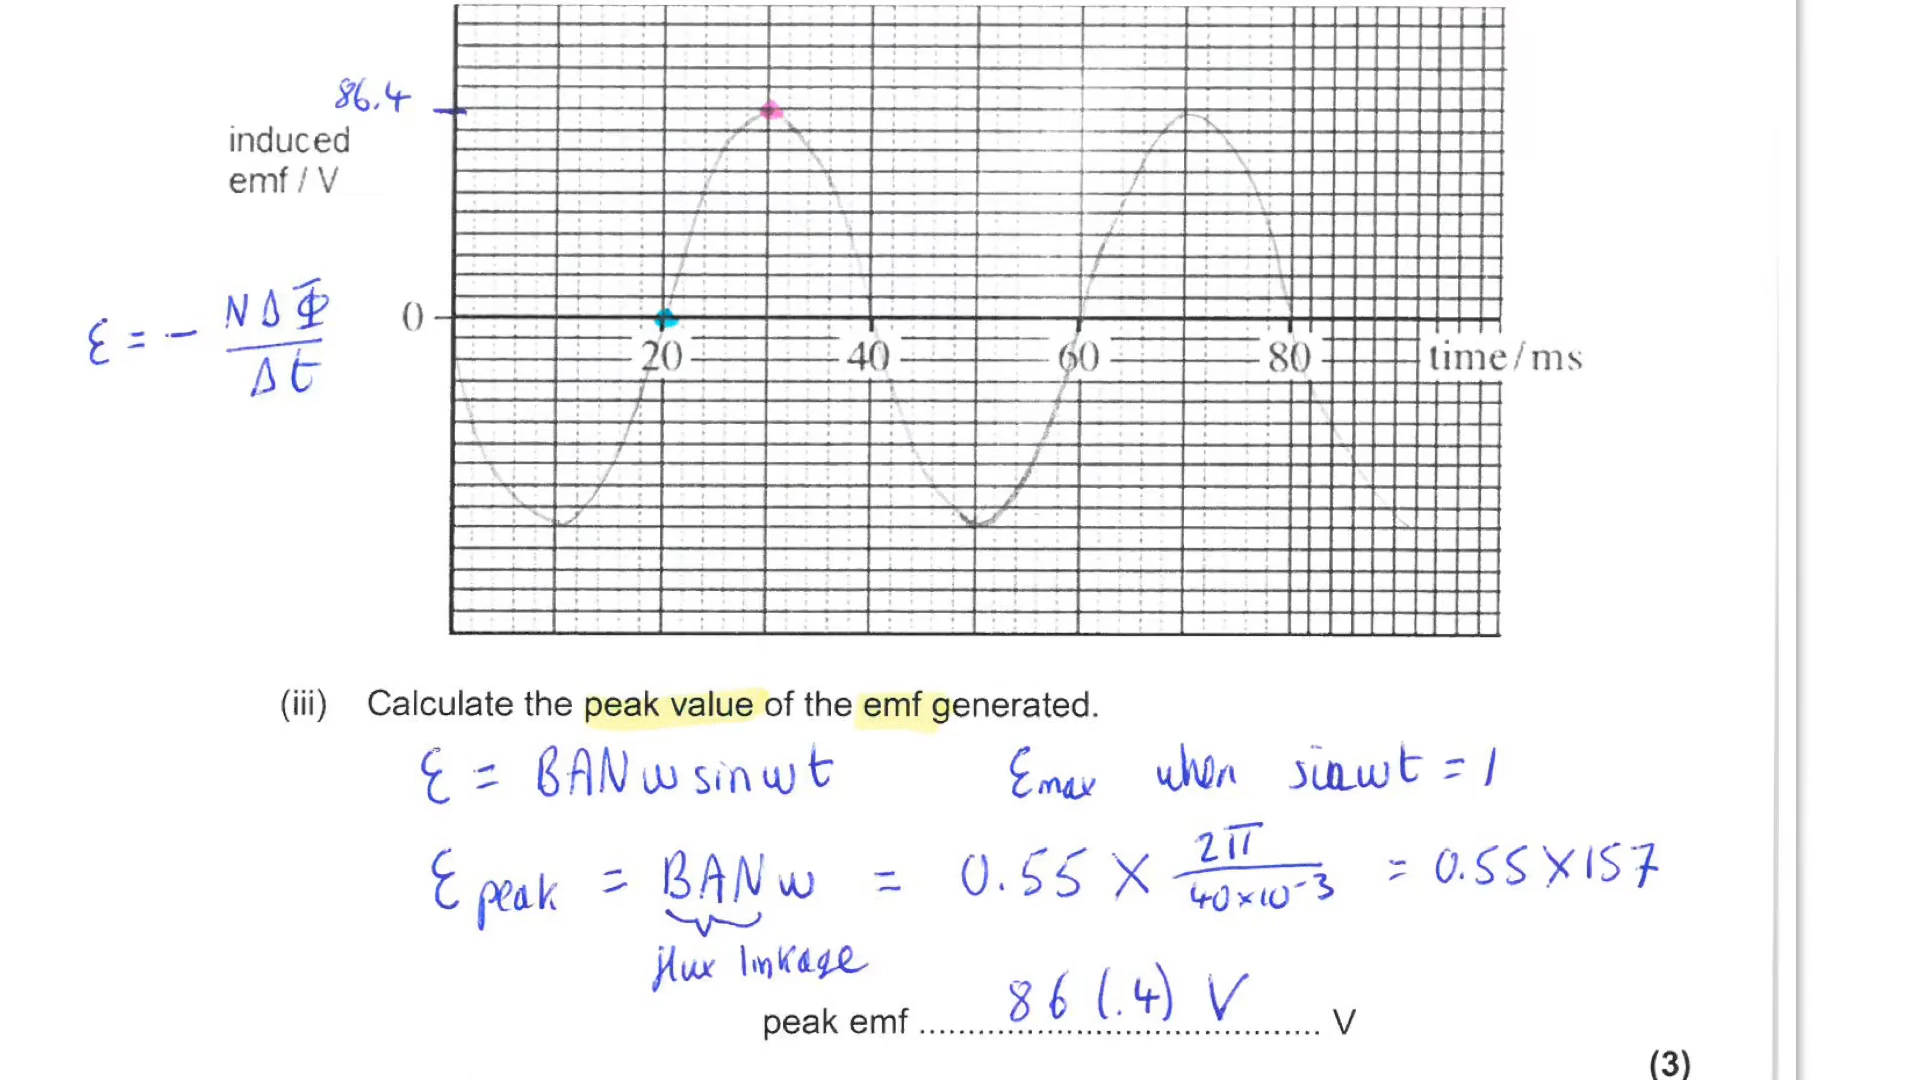 86.4
induced
emf / V
ε = - NΔΦ
Δt
0
20 40 60 80 time/ms
(iii) Calculate the peak value of the emf generated.
ε = BANω sin ωt εmax when sin ωt = 1
εpeak = BANω = 0.55 × 2π / 40×10⁻³ = 0.55 × 157
flux linkage
86 (.4) V
peak emf ........................................ V
(3)